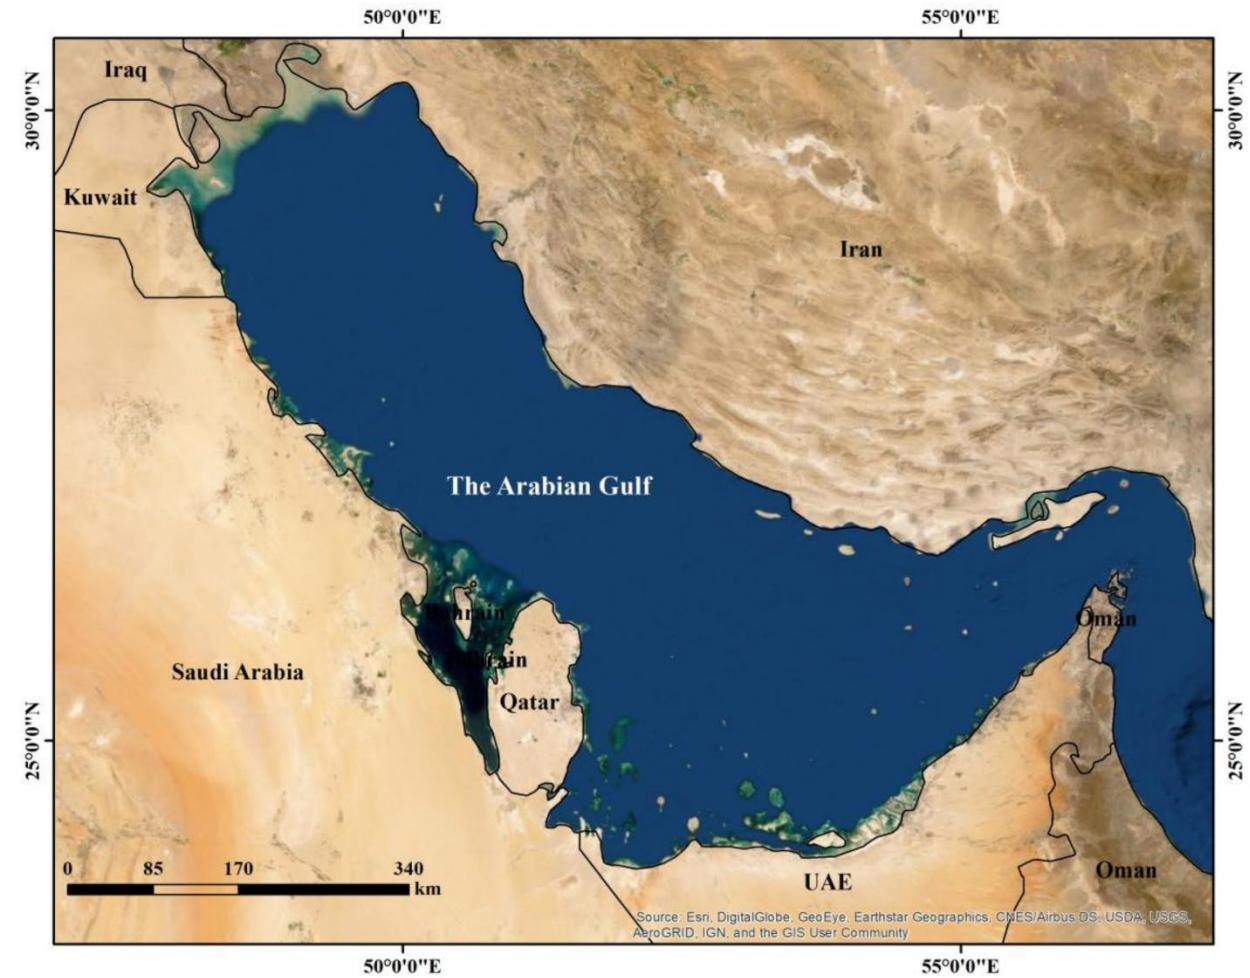 50°0'0"E
55°0'0"E
Iraq
30°0'0"N
30°0'0"N
Kuwait
Iran
The Arabian Gulf
Bahrain
Oman
Bahrain
Saudi Arabia
Qatar
25°0'0"N
25°0'0"N
0 85 170 340
km
Oman
UAE
Source: Esri, DigitalGlobe, GeoEye, Earthstar Geographics, CNES/Airbus DS, USDA, USGS,
AeroGRID, IGN, and the GIS User Community
50°0'0"E
55°0'0"E